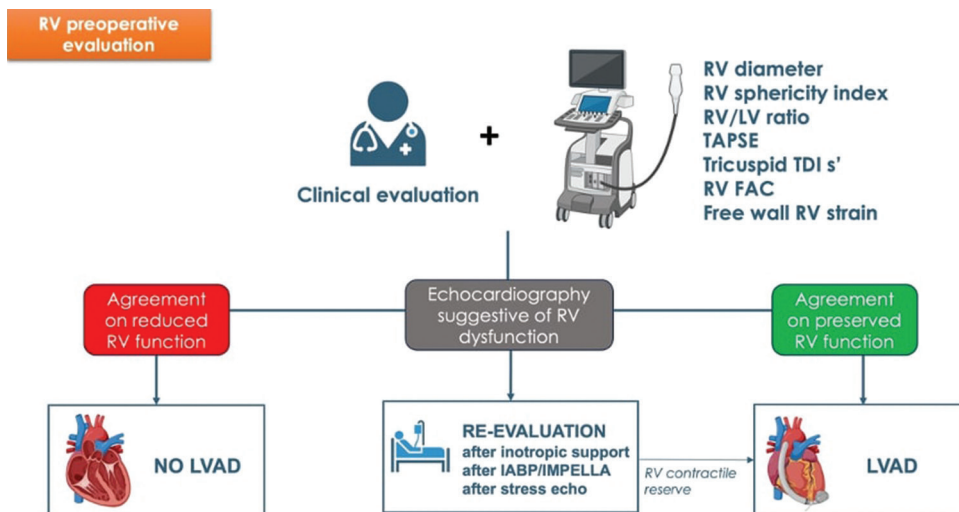 RV preoperative
evaluation
Clinical evaluation
+
RV diameter
RV sphericity index
RV/LV ratio
TAPSE
Tricuspid TDI s’
RV FAC
Free wall RV strain
Agreement
on reduced
RV function
Echocardiography
suggestive of RV
dysfunction
Agreement
on preserved
RV function
NO LVAD
RE-EVALUATION
after inotropic support
after IABP/IMPELLA
after stress echo
RV contractile
reserve
LVAD